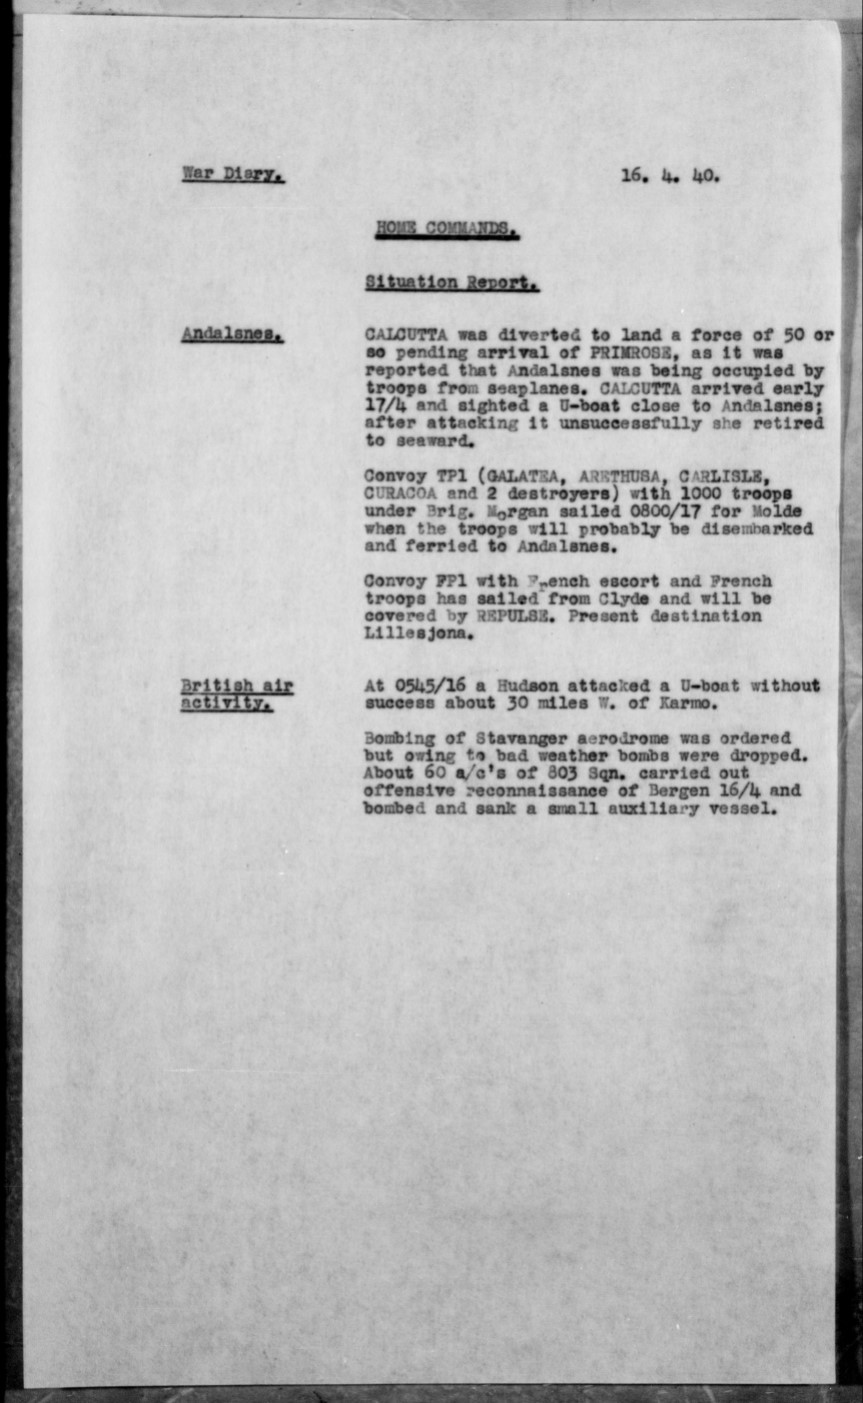 War Diary.
16. 4. 40.
HOME COMMANDS.
Situation Report.
Andalsnes.
CALCUTTA was diverted to land a force of 50 or
so pending arrival of PRIMROSE, as it was
reported that Andalsnes was being occupied by
troops from seaplanes. CALCUTTA arrived early
17/4 and sighted a U-boat close to Andalsnes;
after attacking it unsuccessfully she retired
to seaward.
Convoy TP1 (GALATEA, ARETHUSA, CARLISLE,
CURACOA and 2 destroyers) with 1000 troops
under Brig. Morgan sailed 0800/17 for Molde
when the troops will probably be disembarked
and ferried to Andalsnes.
Convoy FP1 with French escort and French
troops has sailed from Clyde and will be
covered by REPULSE. Present destination
Lillesjona.
British air
activity.
At 0545/16 a Hudson attacked a U-boat without
success about 30 miles W. of Karmo.
Bombing of Stavanger aerodrome was ordered
but owing to bad weather bombs were dropped.
About 60 a/c's of 803 Sqn. carried out
offensive reconnaissance of Bergen 16/4 and
bombed and sank a small auxiliary vessel.